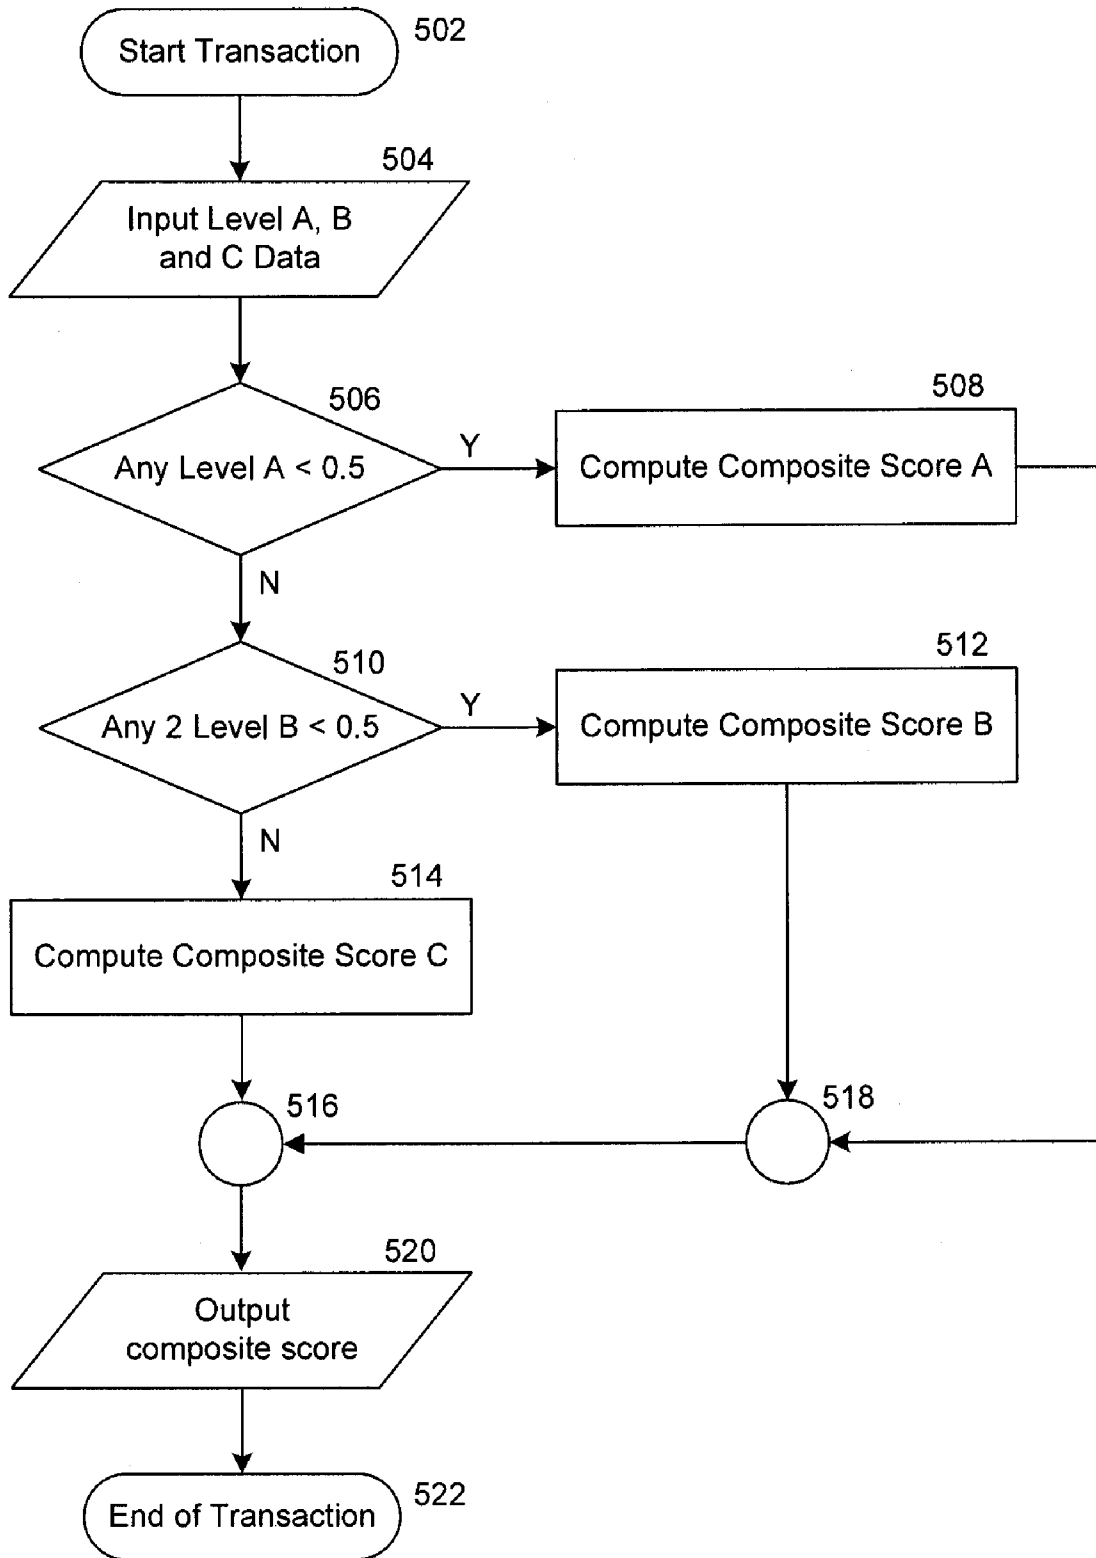 Start Transaction
502
504
Input Level A, B
and C Data
506
Any Level A < 0.5
Y
508
Compute Composite Score A
N
510
Any 2 Level B < 0.5
Y
512
Compute Composite Score B
N
514
Compute Composite Score C
516
518
520
Output
composite score
End of Transaction
522